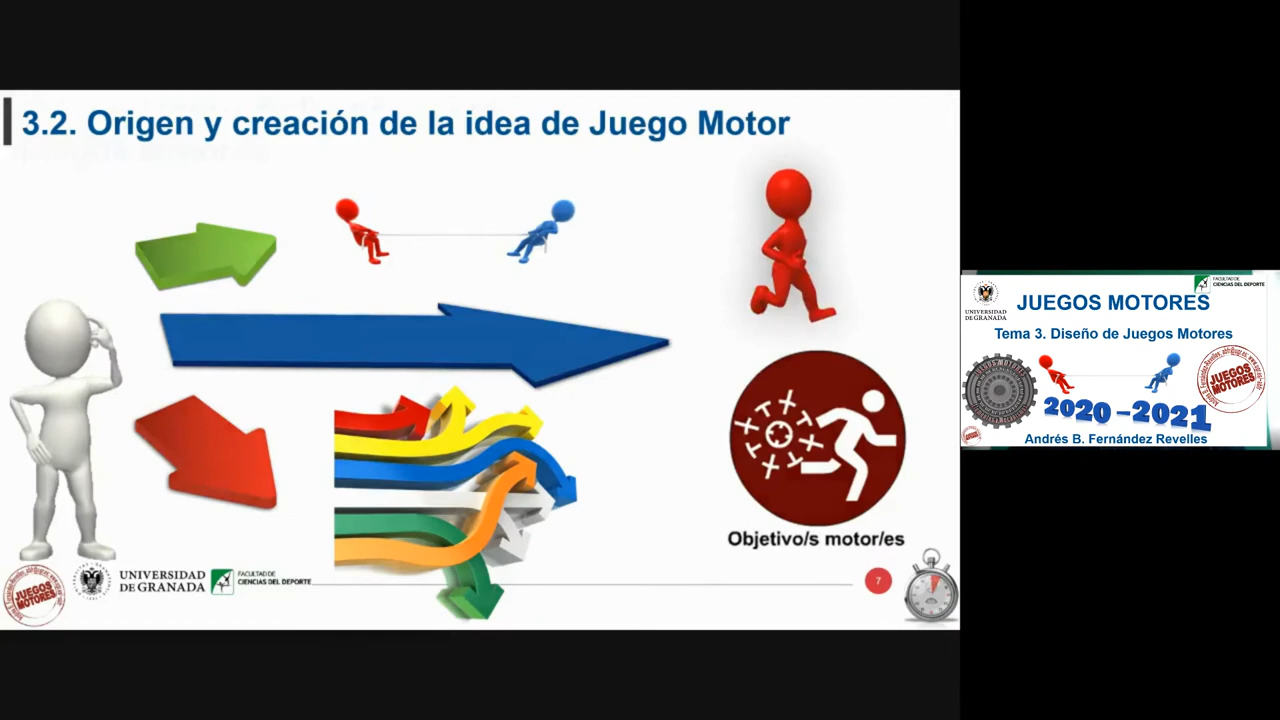 3.2. Origen y creación de la idea de Juego Motor
Objetivo/s motor/es
JUEGOS
MOTORES
UNIVERSIDAD
DE GRANADA
FACULTAD DE
CIENCIAS DEL DEPORTE
7
UNIVERSIDAD
DE GRANADA
FACULTAD DE
CIENCIAS DEL DEPORTE
JUEGOS MOTORES
Tema 3. Diseño de Juegos Motores
JUEGOS
MOTORES
2020 – 2021
Andrés B. Fernández Revelles